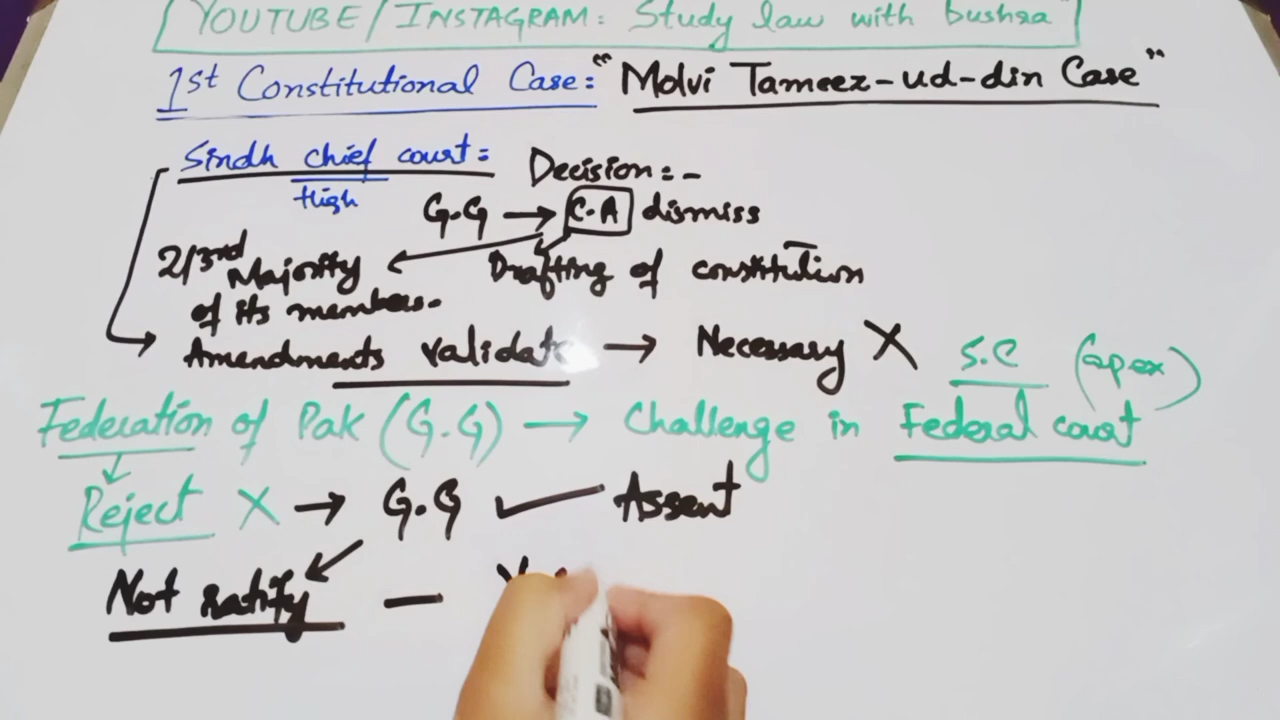 YOUTUBE/INSTAGRAM: Study law with bushra
1st Constitutional Case: "Molvi Tameez-ud-din Case"
Sindh chief court: Decision:-
High
G.G → C.A dismiss
2/3rd Majority of its members. Drafting of constitution
Amendments validate → Necessary X
S.C (apex)
Federation of Pak (G.G) → Challenge in Federal court
Reject X → G.G ✓ Assent
Not ratify —